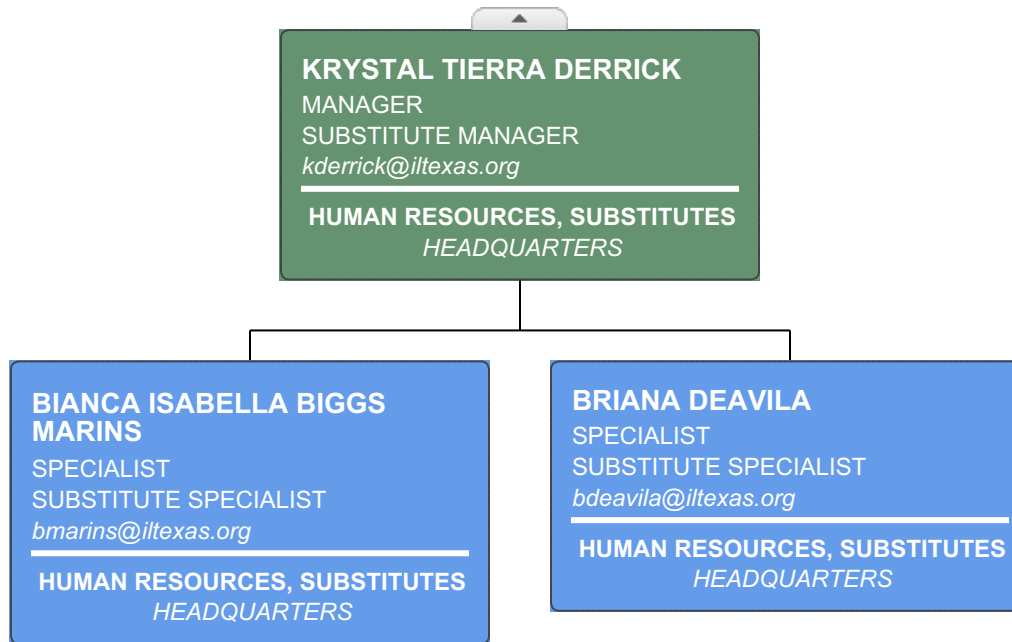 KRYSTAL TIERRA DERRICK
MANAGER
SUBSTITUTE MANAGER
kderrick@iltexas.org
HUMAN RESOURCES, SUBSTITUTES
HEADQUARTERS
BIANCA ISABELLA BIGGS
MARINS
SPECIALIST
SUBSTITUTE SPECIALIST
bmarins@iltexas.org
HUMAN RESOURCES, SUBSTITUTES
HEADQUARTERS
BRIANA DEAVILA
SPECIALIST
SUBSTITUTE SPECIALIST
bdeavila@iltexas.org
HUMAN RESOURCES, SUBSTITUTES
HEADQUARTERS